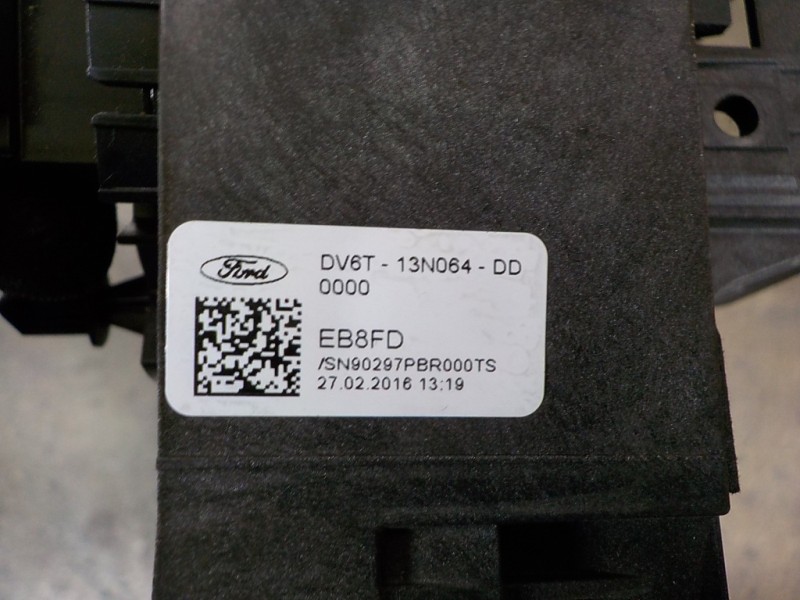 Ford
DV6T - 13N064 - DD
0000
EB8FD
/SN90297PBR000TS
27.02.2016 13:19